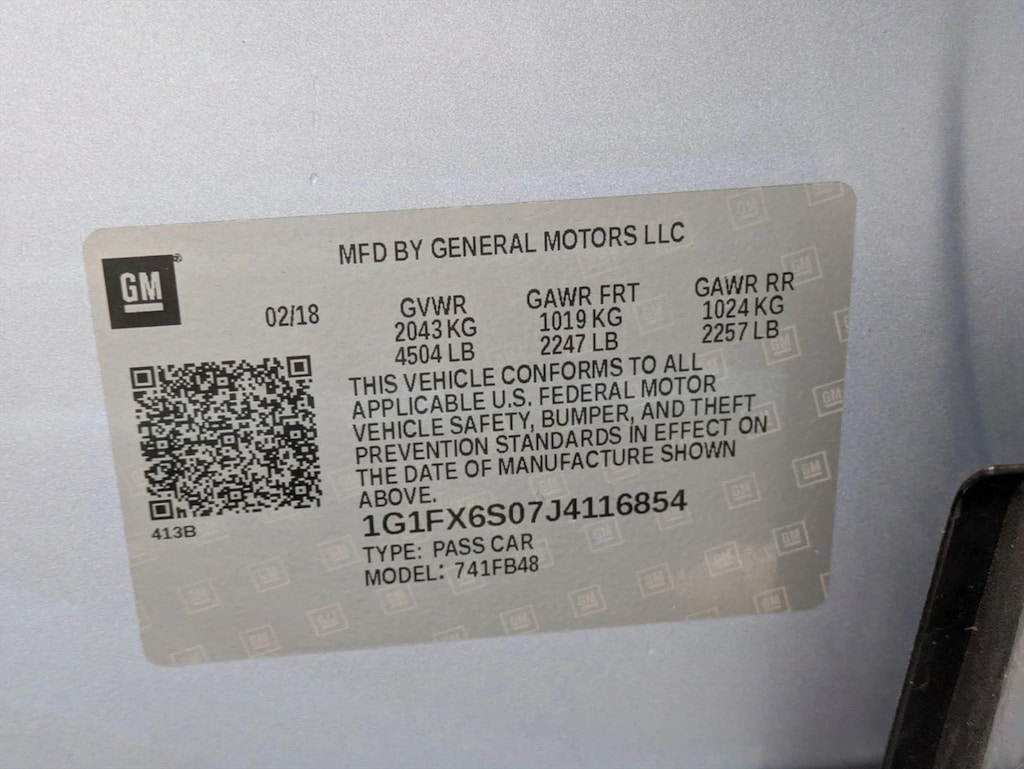 MFD BY GENERAL MOTORS LLC
GM
02/18
GVWR
2043 KG
4504 LB
GAWR FRT
1019 KG
2247 LB
GAWR RR
1024 KG
2257 LB
THIS VEHICLE CONFORMS TO ALL
APPLICABLE U.S. FEDERAL MOTOR
VEHICLE SAFETY, BUMPER, AND THEFT
PREVENTION STANDARDS IN EFFECT ON
THE DATE OF MANUFACTURE SHOWN
ABOVE.
413B
1G1FX6S07J4116854
TYPE: PASS CAR
MODEL: 741FB48